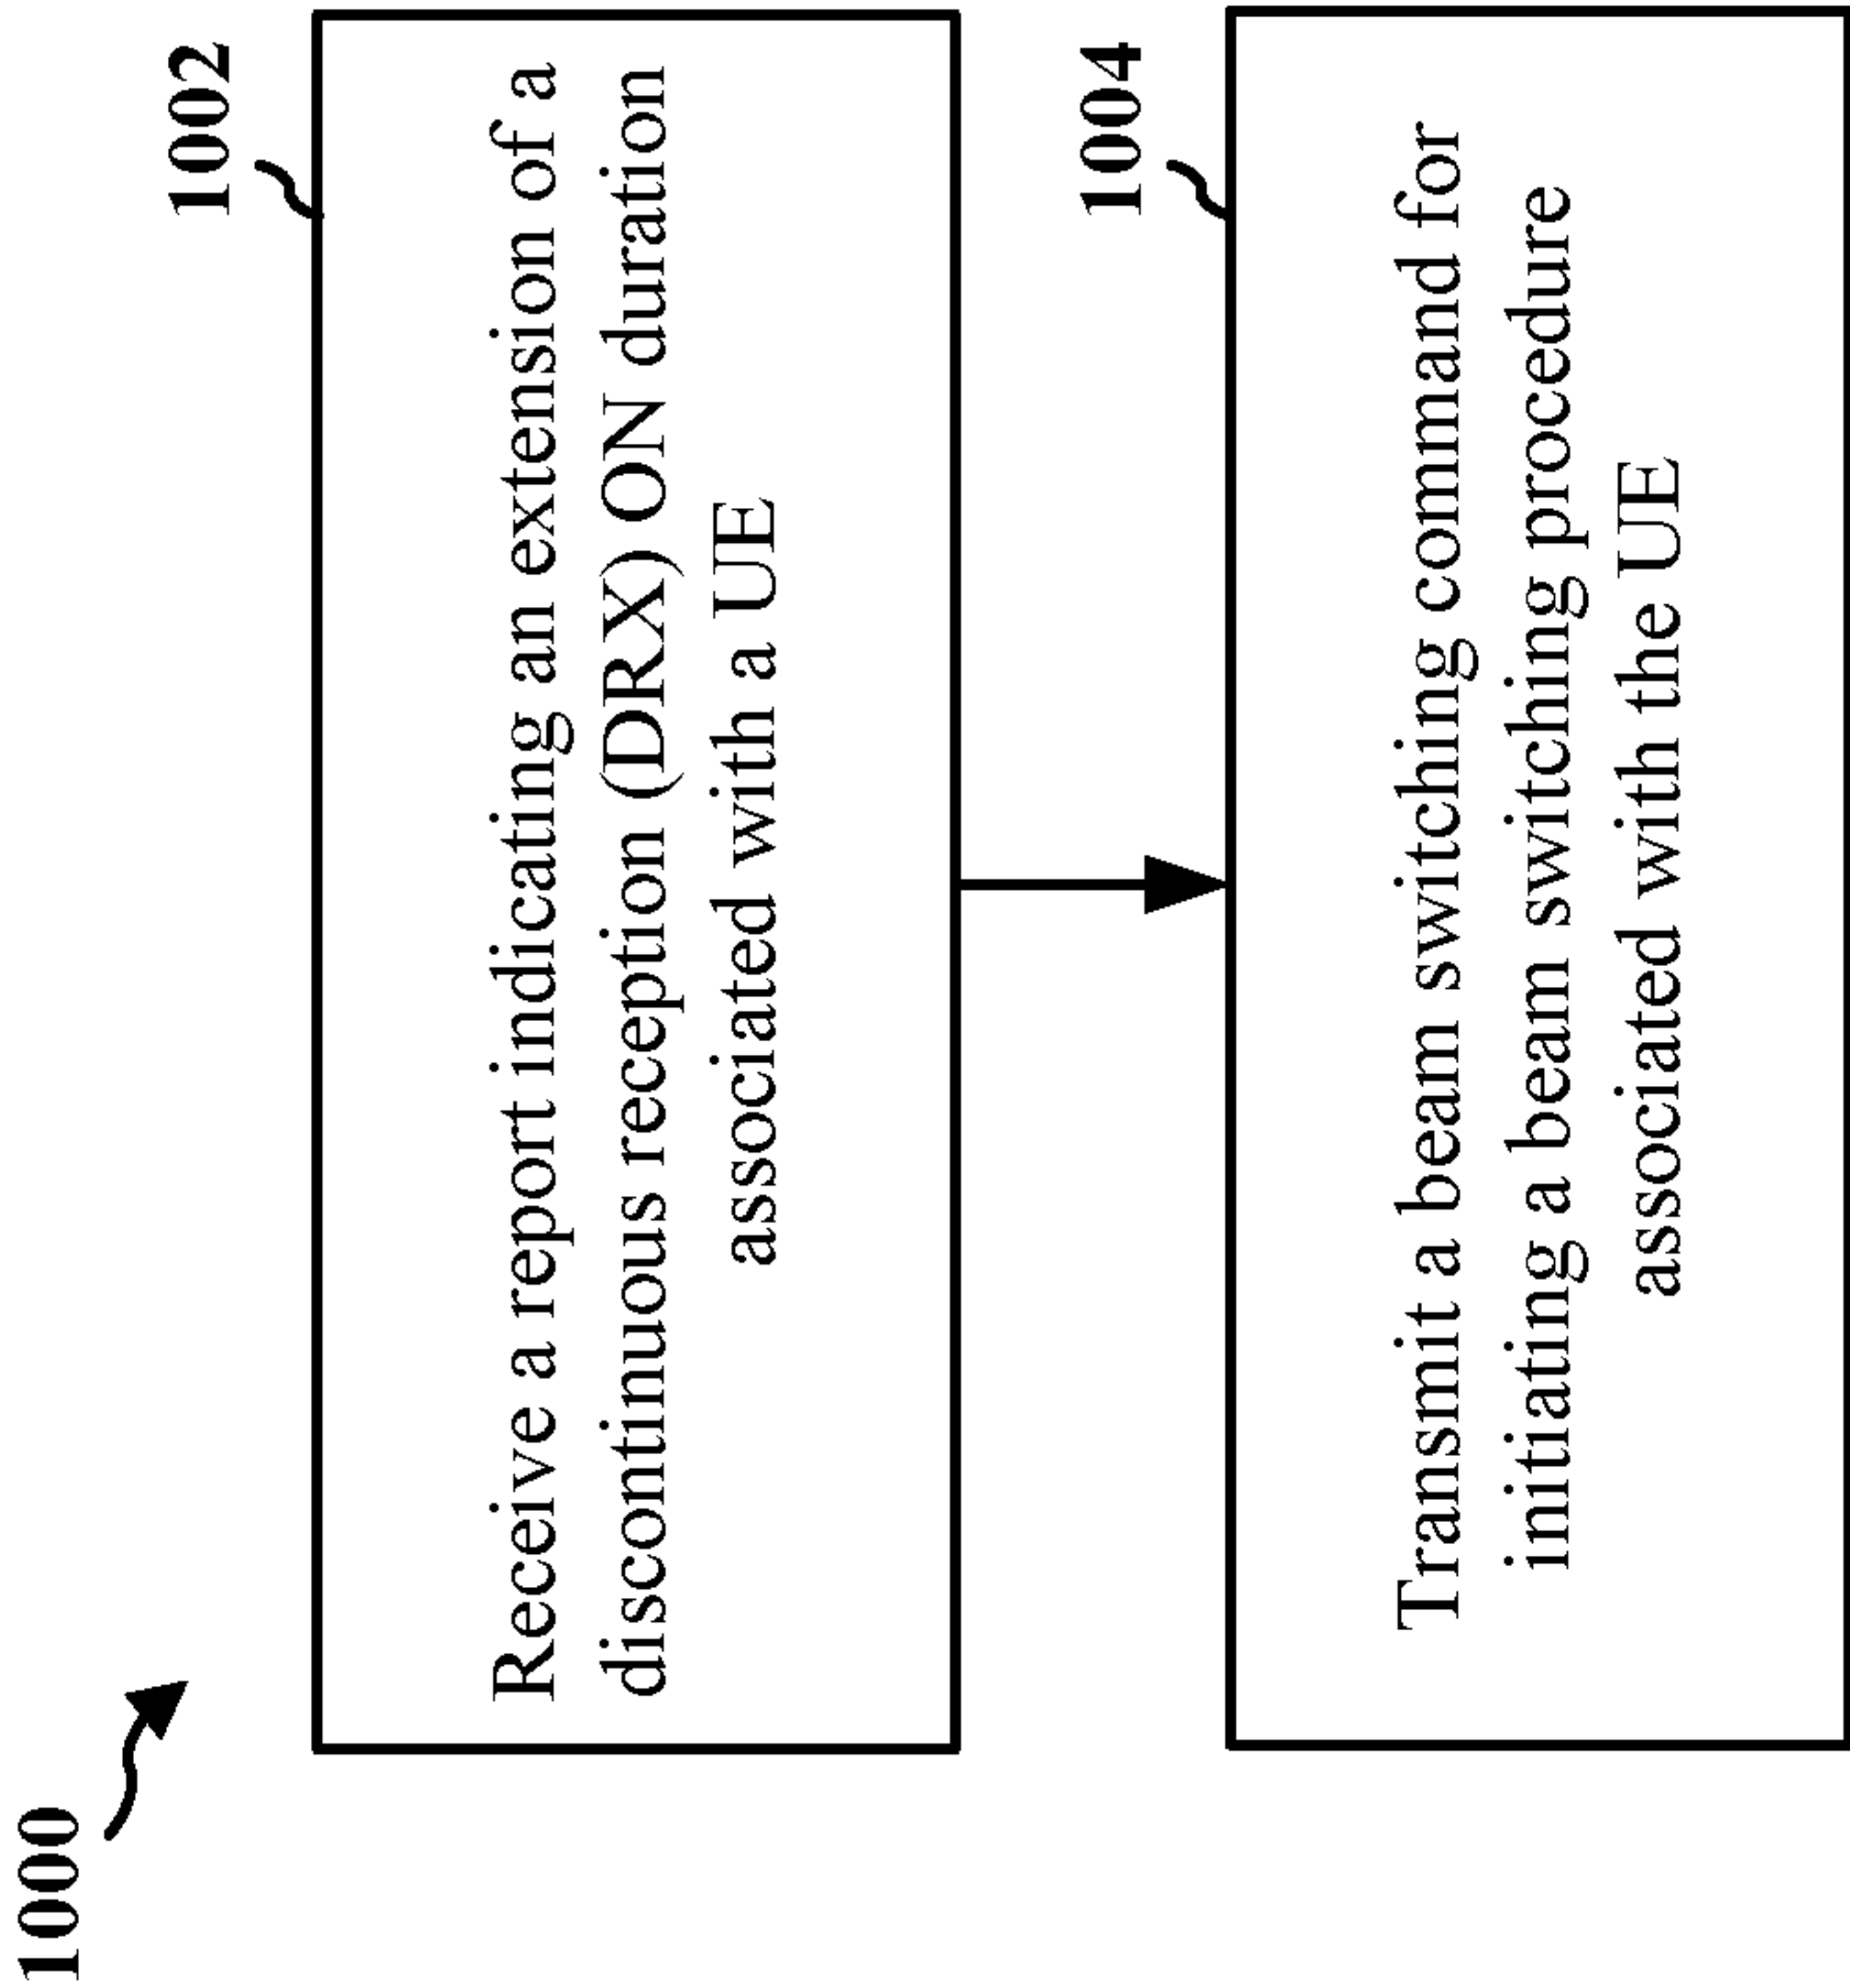 1000
1002
Receive a report indicating an extension of a
discontinuous reception (DRX) ON duration
associated with a UE
1004
Transmit a beam switching command for
initiating a beam switching procedure
associated with the UE